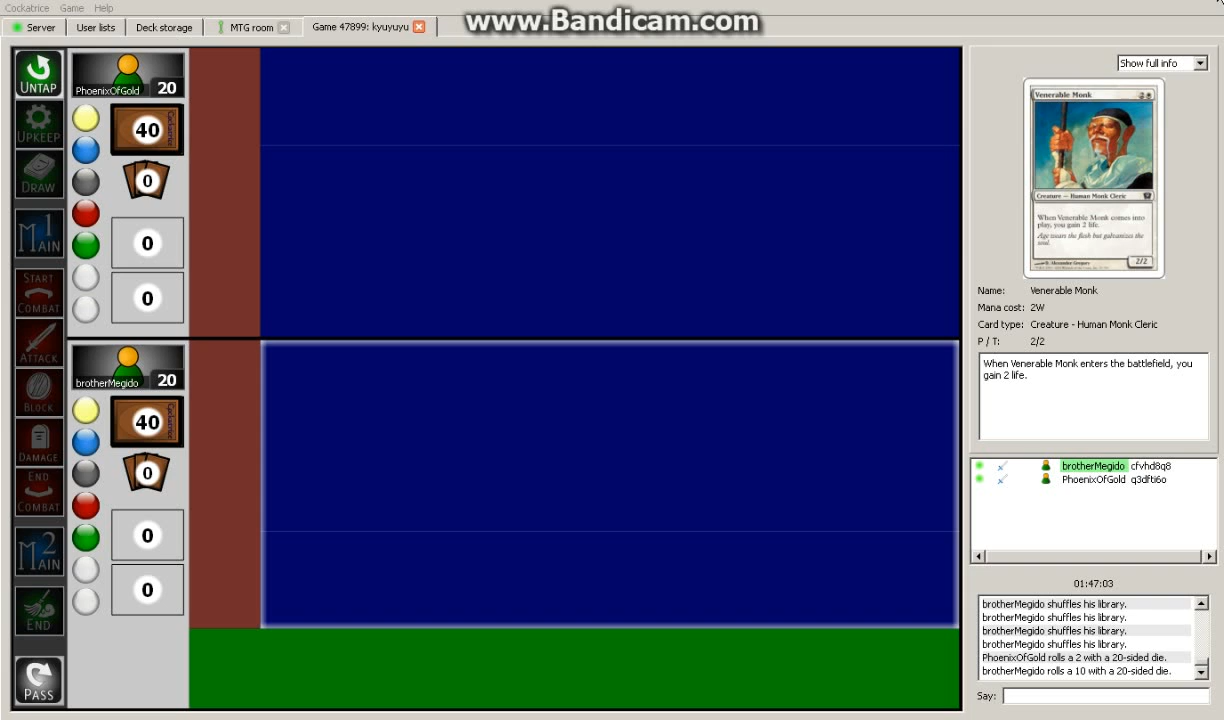 Cockatrice Game Help
www.Bandicam.com
Server User lists Deck storage MTG room Game 47899: kyuyuyu
UNTAP
UPKEEP
DRAW
MAIN 1
START COMBAT
ATTACK
BLOCK
DAMAGE
END COMBAT
MAIN 2
END
PASS
PhoenixOfGold 20
40
0
0
0
brotherMegido 20
40
0
0
0
Show full info
Venerable Monk
Creature — Human Monk Cleric
When Venerable Monk comes into
play, you gain 2 life.
Age wears the flesh but galvanizes the
soul.
2/2
Name: Venerable Monk
Mana cost: 2W
Card type: Creature - Human Monk Cleric
P / T: 2/2
When Venerable Monk enters the battlefield, you
gain 2 life.
brotherMegido cfvhd8q8
PhoenixOfGold q3dfti6o
01:47:03
brotherMegido shuffles his library.
brotherMegido shuffles his library.
brotherMegido shuffles his library.
brotherMegido shuffles his library.
PhoenixOfGold rolls a 2 with a 20-sided die.
brotherMegido rolls a 10 with a 20-sided die.
Say: